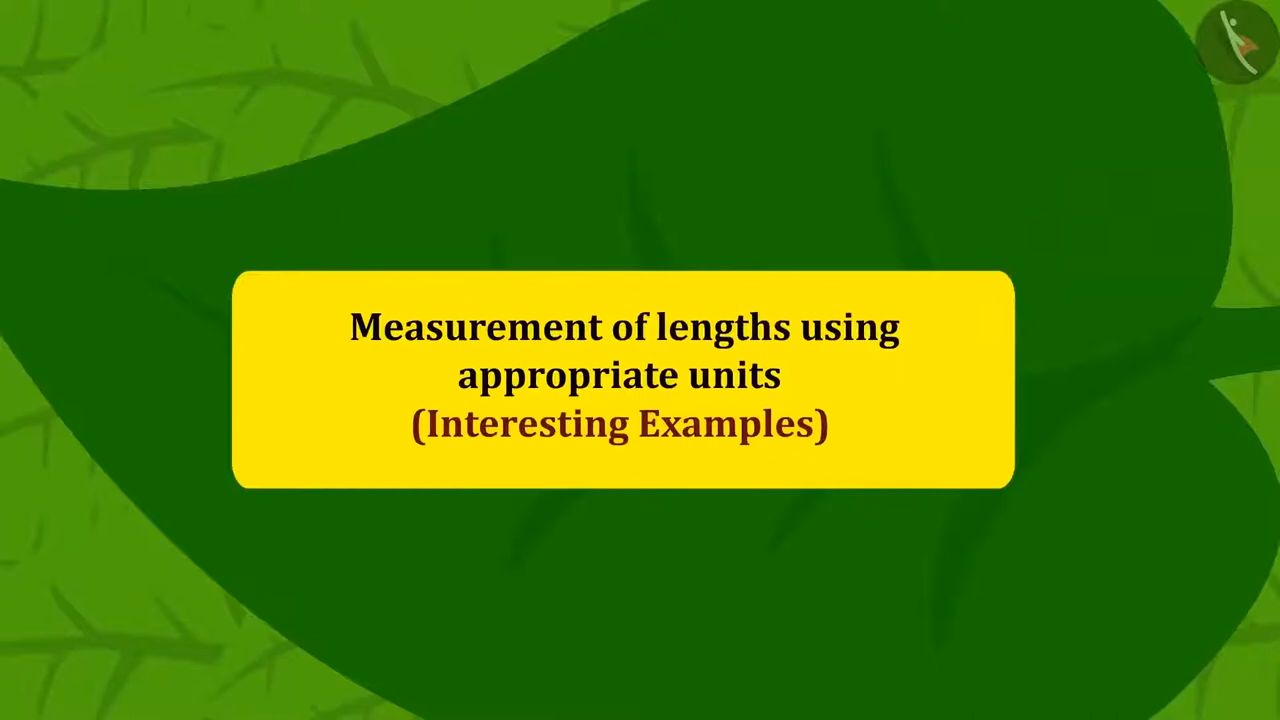 Measurement of lengths using
appropriate units
(Interesting Examples)